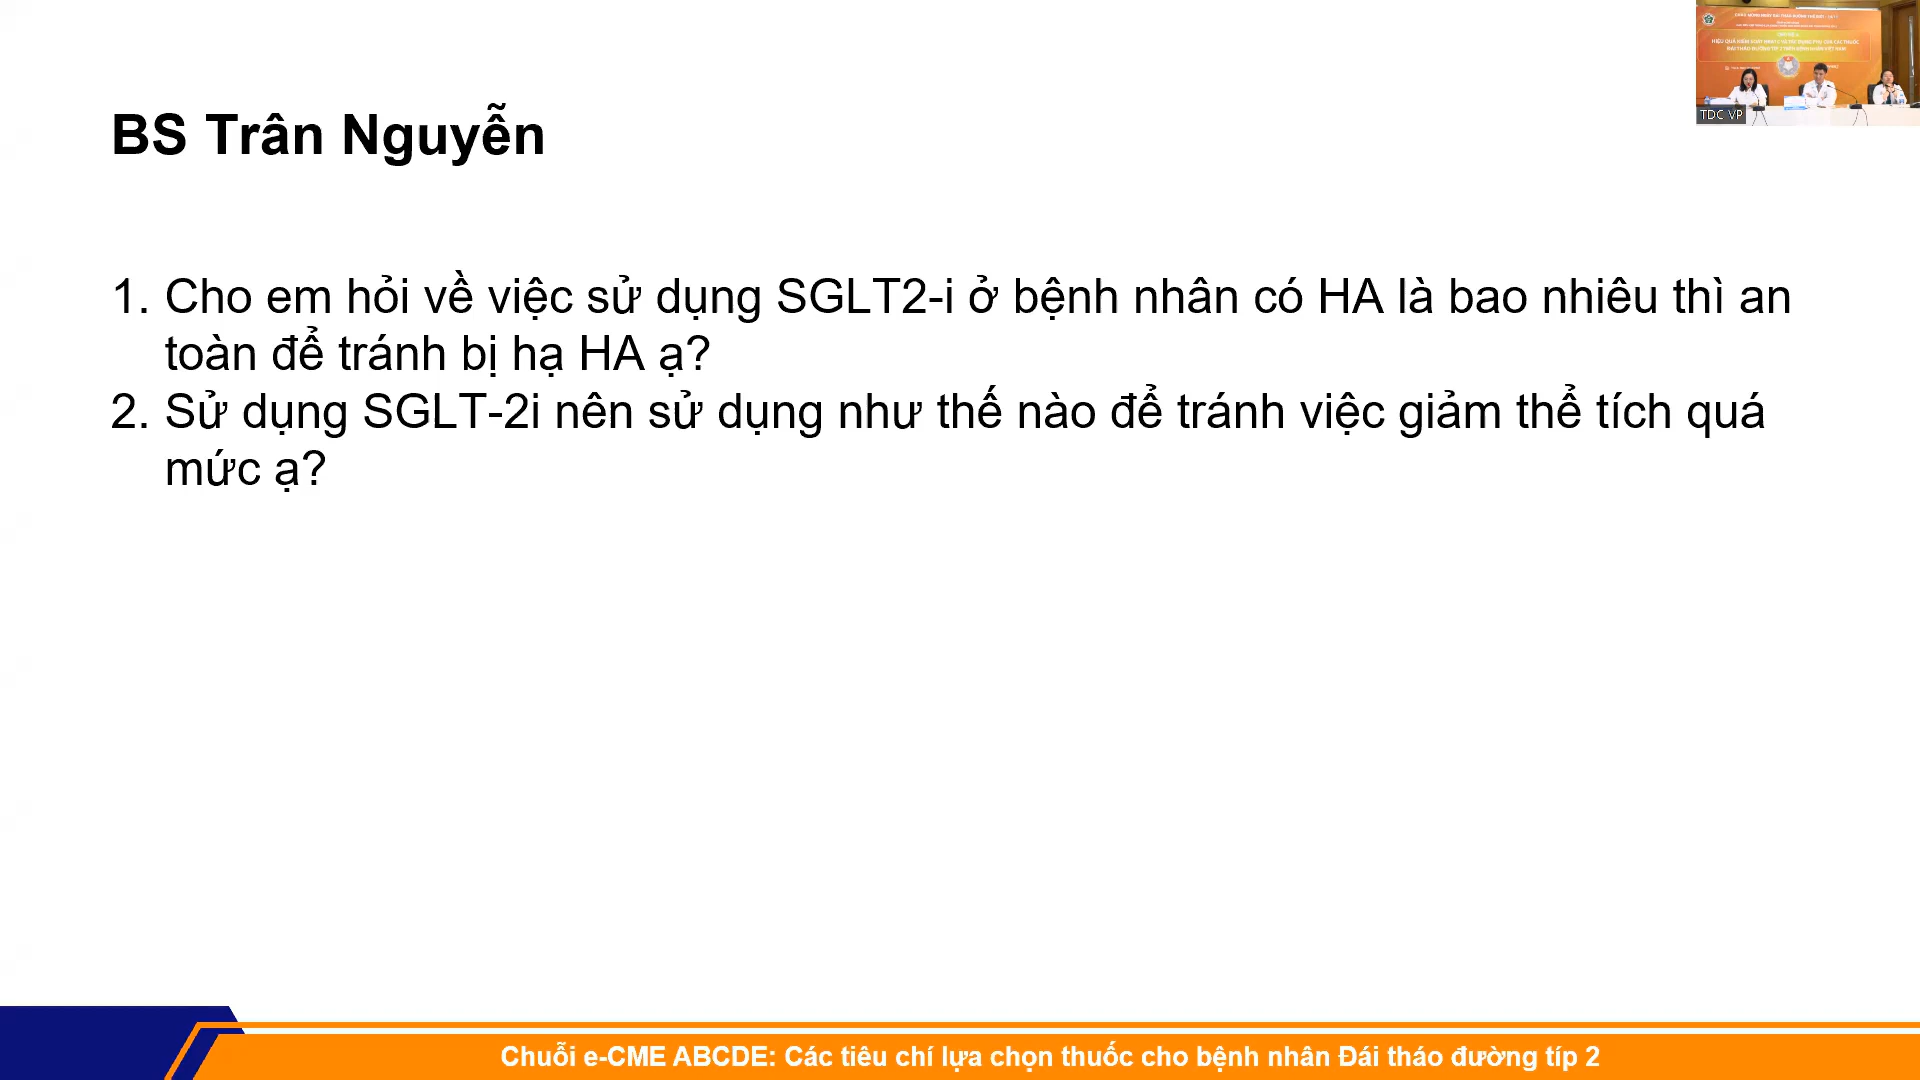 BS Trân Nguyễn
1. Cho em hỏi về việc sử dụng SGLT2-i ở bệnh nhân có HA là bao nhiêu thì an
toàn để tránh bị hạ HA ạ?
2. Sử dụng SGLT-2i nên sử dụng như thế nào để tránh việc giảm thể tích quá
mức ạ?
TDC VP
Chuỗi e-CME ABCDE: Các tiêu chí lựa chọn thuốc cho bệnh nhân Đái tháo đường típ 2